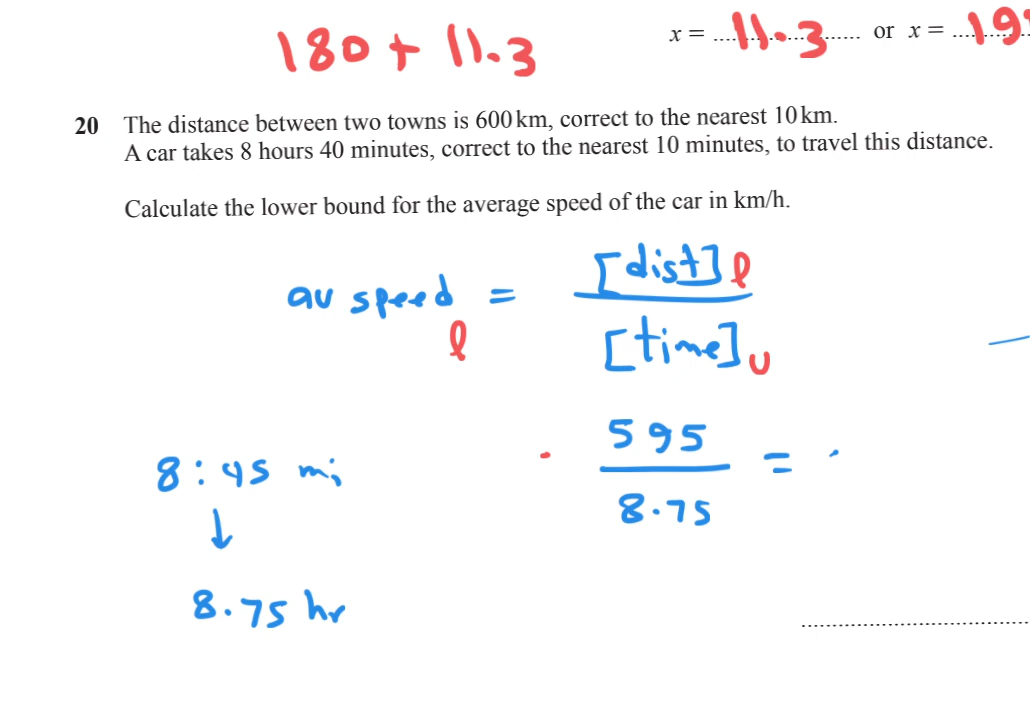 180 + 11.3
x = ....11.3.... or x = ....19
20 The distance between two towns is 600 km, correct to the nearest 10 km.
A car takes 8 hours 40 minutes, correct to the nearest 10 minutes, to travel this distance.
Calculate the lower bound for the average speed of the car in km/h.
av speed l = [dist] l
[time] u
595
8.75 =
8:45 mi
↓
8.75 hr